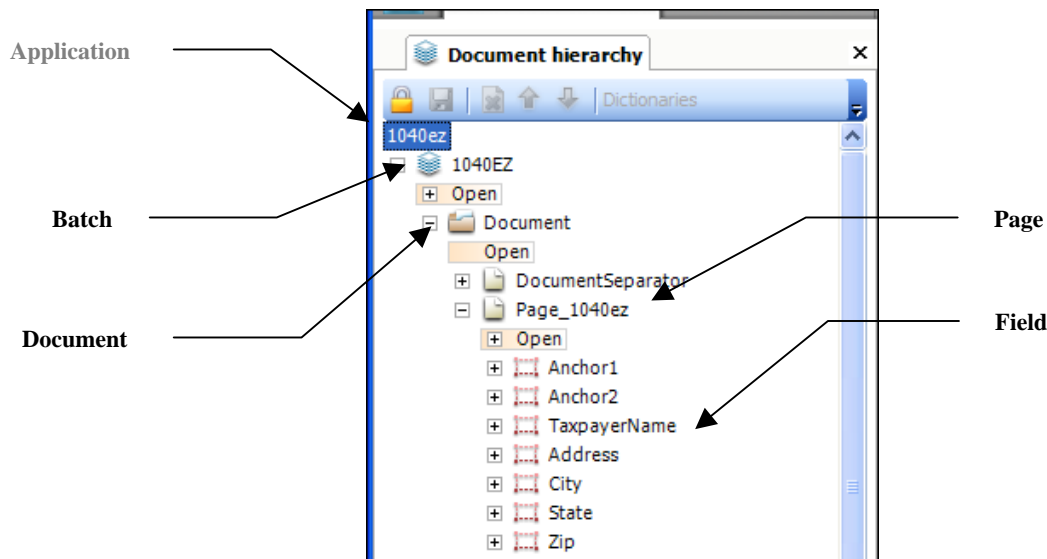 Application
Document hierarchy
Dictionaries
1040ez
1040EZ
Open
Batch
Document
Page
Open
DocumentSeparator
Page_1040ez
Document
Field
Open
Anchor1
Anchor2
TaxpayerName
Address
City
State
Zip